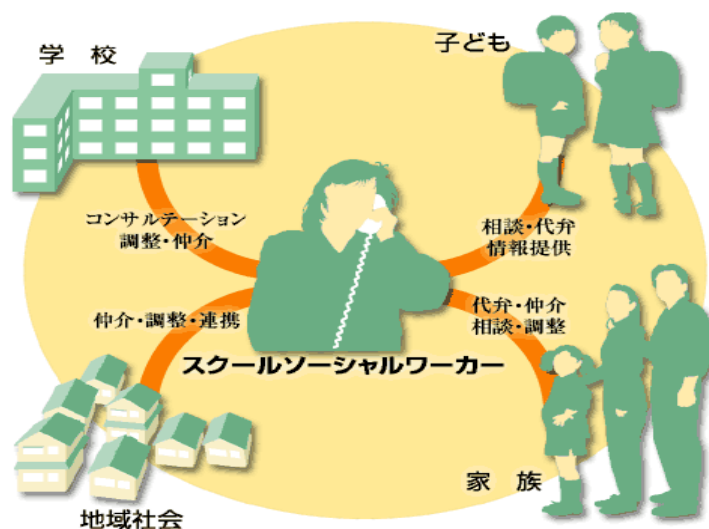 学校
子ども
コンサルテーション
調整・仲介
相談・代弁
情報提供
仲介・調整・連携
代弁・仲介
相談・調整
スクールソーシャルワーカー
地域社会
家族